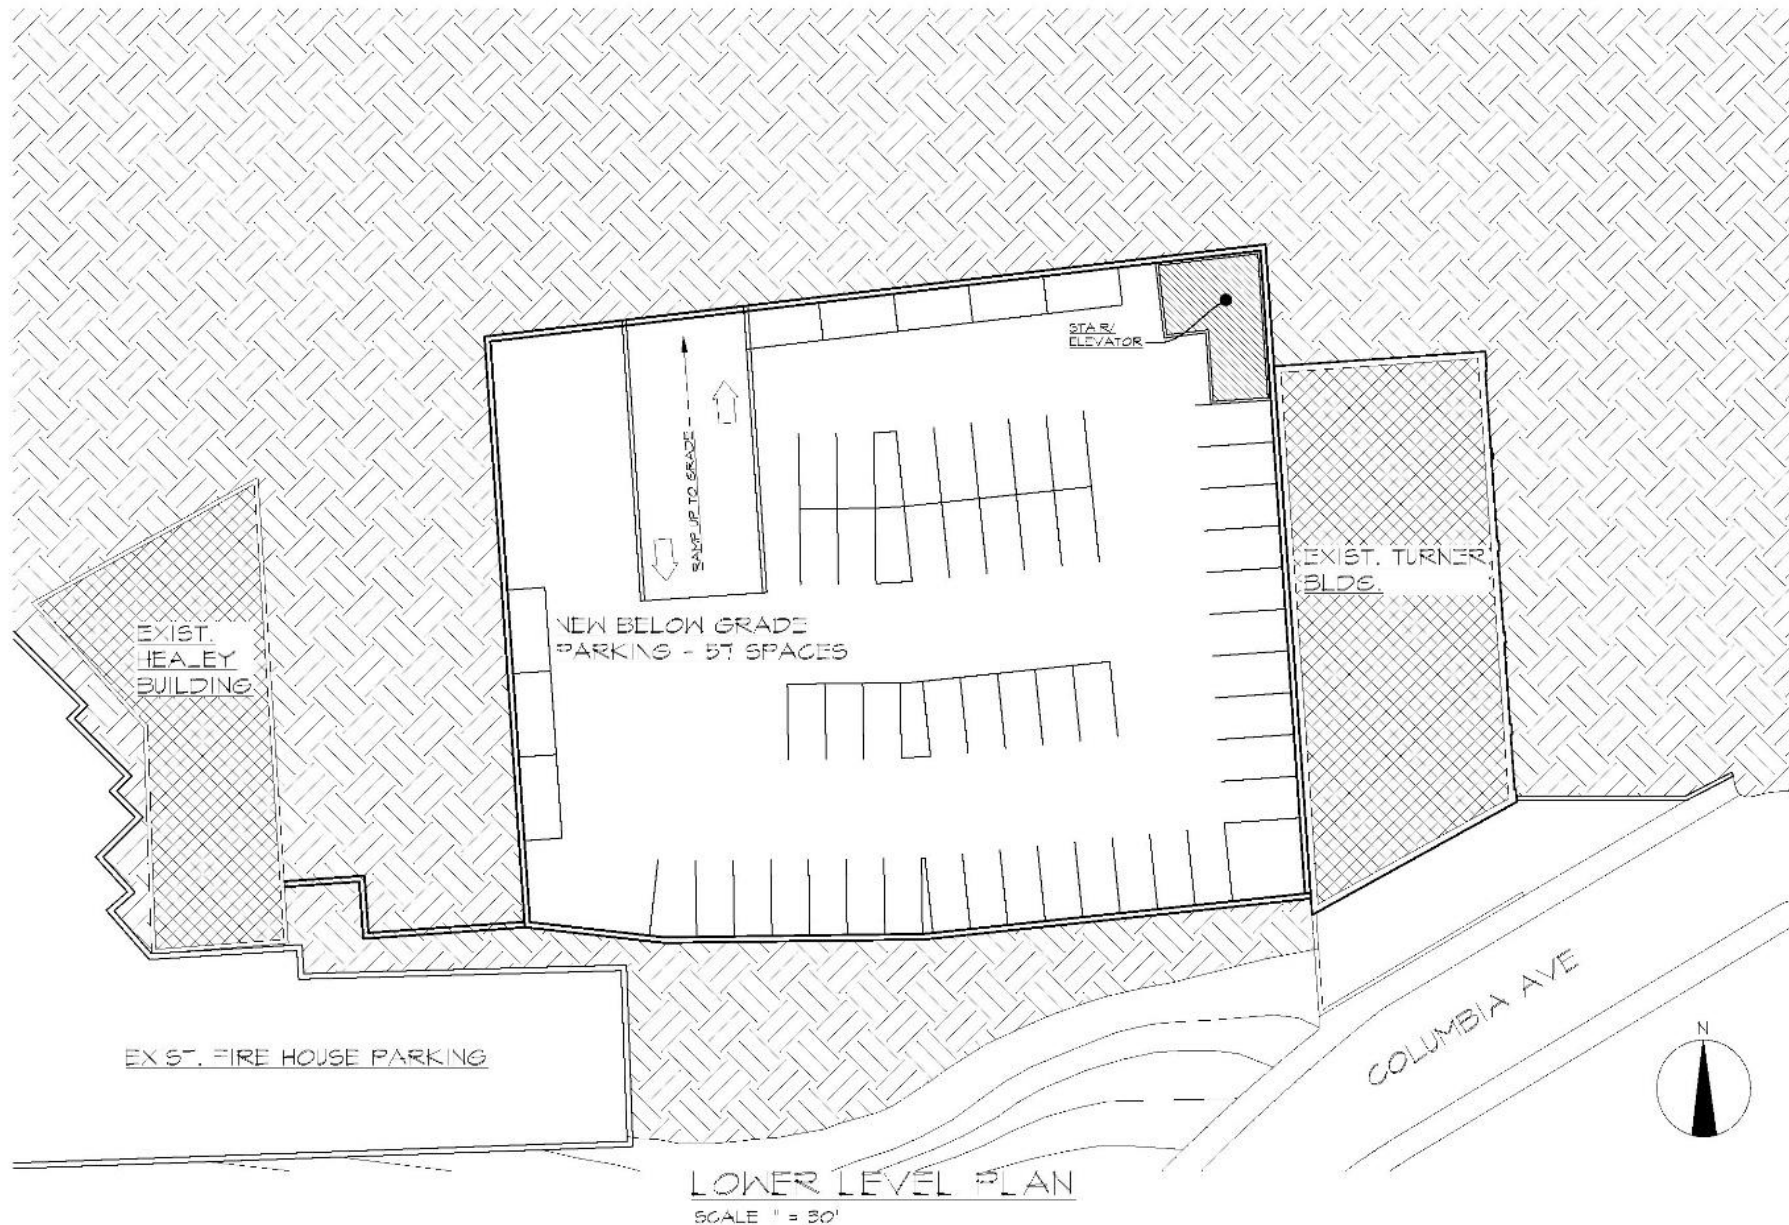 STAIR/
ELEVATOR
RAMP UP TO GRADE
EXIST. TURNER
BLDG.
NEW BELOW GRADE
PARKING - 57 SPACES
EXIST.
HEALEY
BUILDING
COLUMBIA AVE
N
EXIST. FIRE HOUSE PARKING
LOWER LEVEL PLAN
SCALE " = 30'